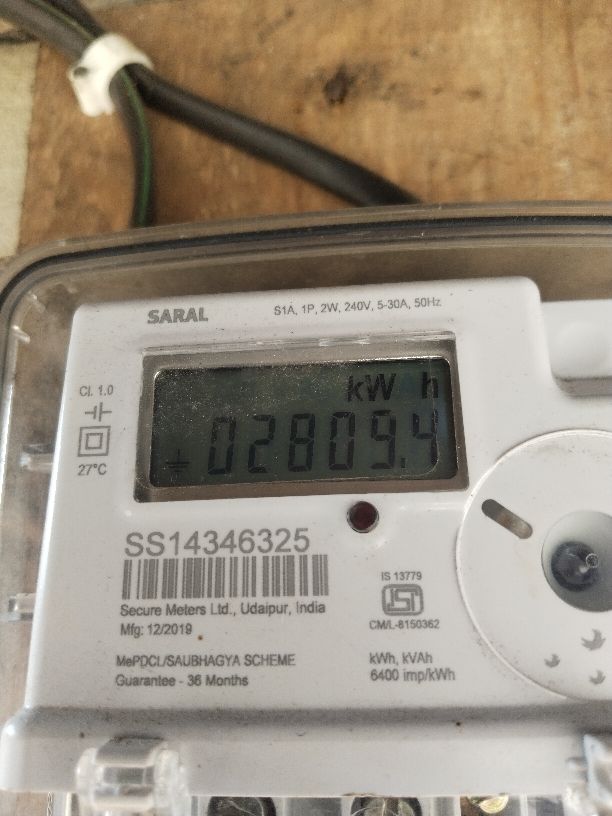 SARAL
S1A, 1P, 2W, 240V, 5-30A, 50Hz
Cl. 1.0
27°C
kW h
02809.4
SS14346325
Secure Meters Ltd., Udaipur, India
Mfg: 12/2019
MePDCL/SAUBHAGYA SCHEME
Guarantee - 36 Months
IS 13779
ISI
CM/L-8150362
kWh, kVAh
6400 imp/kWh